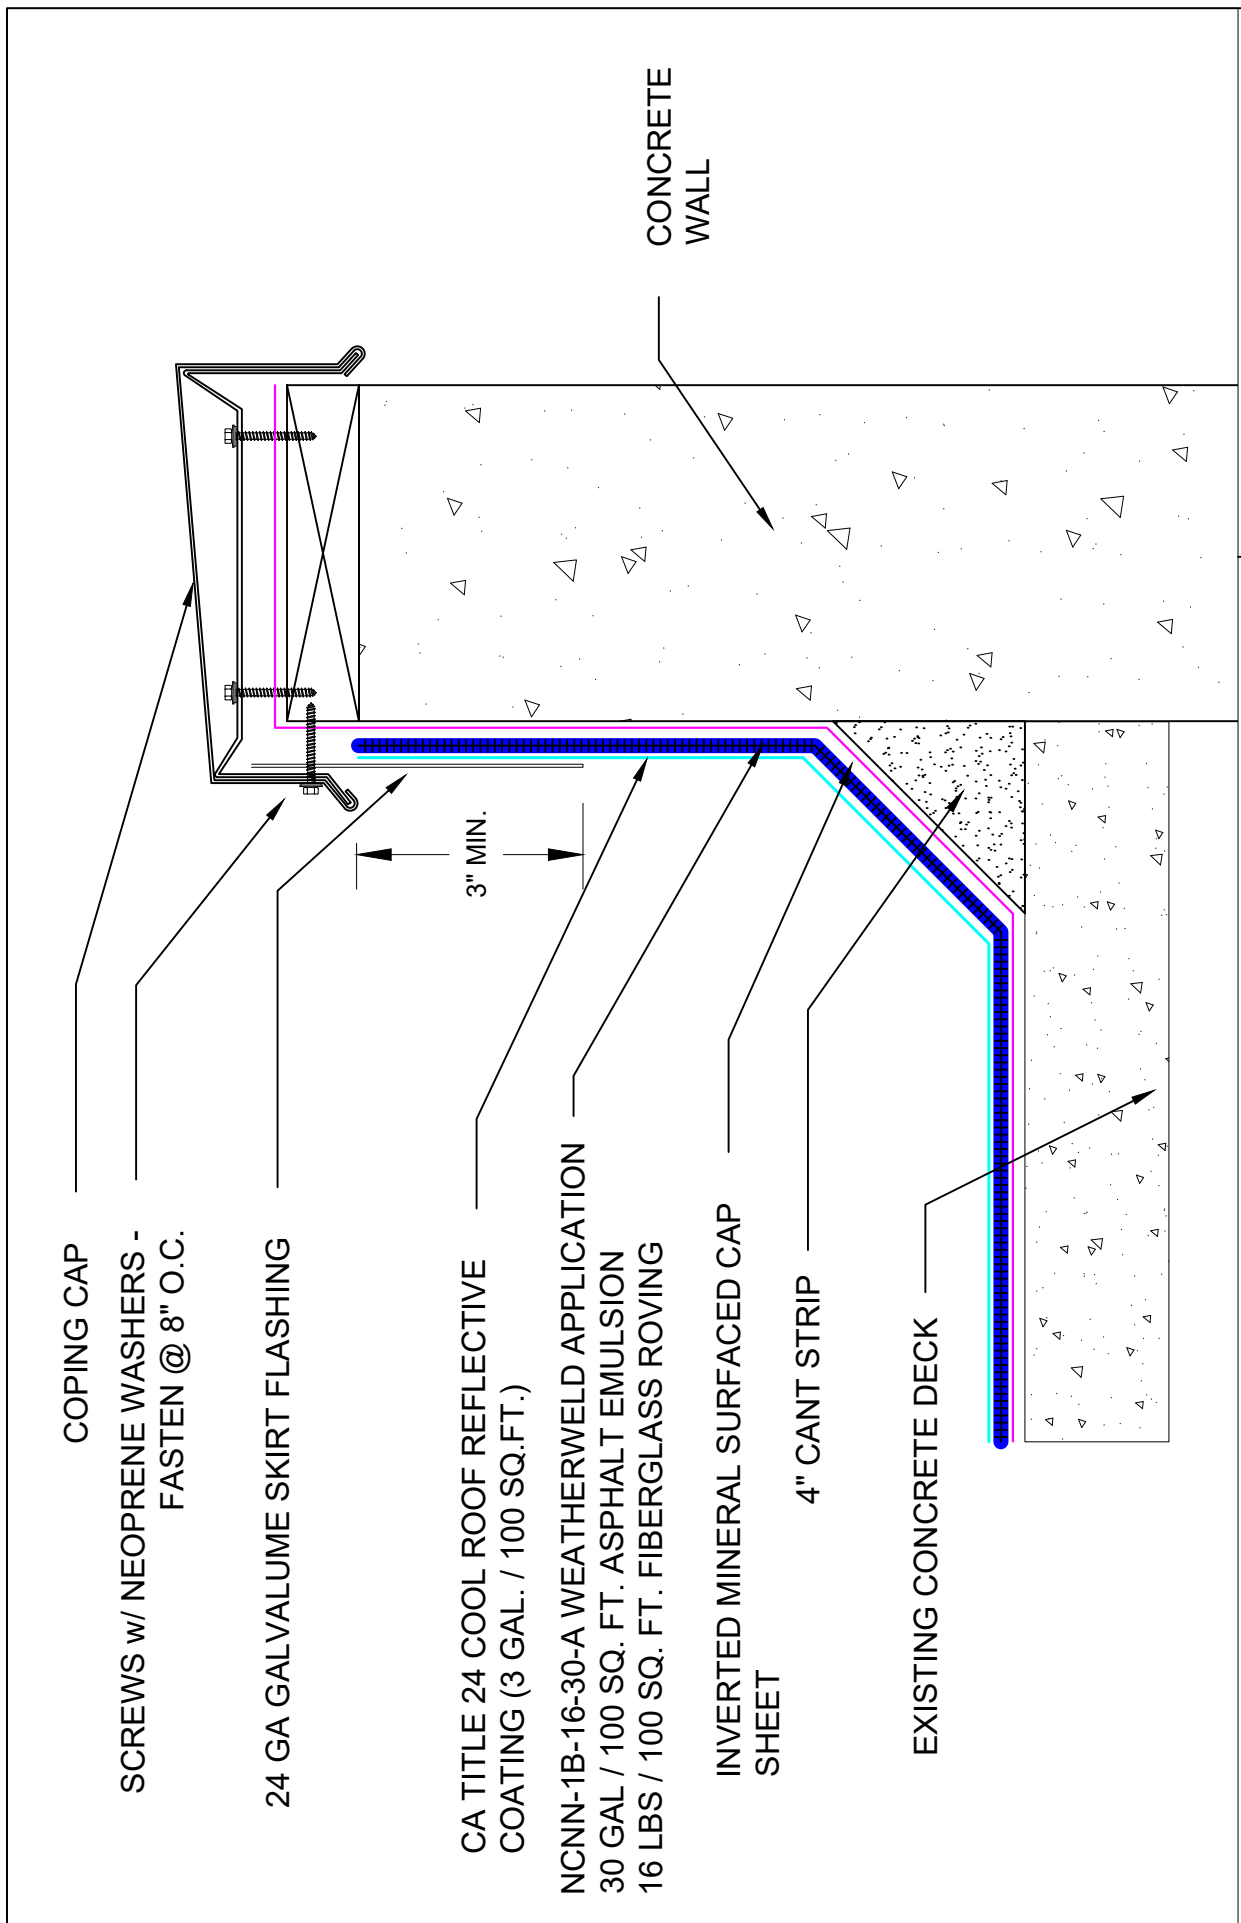 COPING CAP
SCREWS w/ NEOPRENE WASHERS -
FASTEN @ 8" O.C.
24 GA GALVALUME SKIRT FLASHING
3" MIN.
CA TITLE 24 COOL ROOF REFLECTIVE
COATING (3 GAL. / 100 SQ.FT.)
NCNN-1B-16-30-A WEATHERWELD APPLICATION
30 GAL / 100 SQ. FT. ASPHALT EMULSION
16 LBS / 100 SQ. FT. FIBERGLASS ROVING
CONCRETE
WALL
INVERTED MINERAL SURFACED CAP
SHEET
4" CANT STRIP
EXISTING CONCRETE DECK